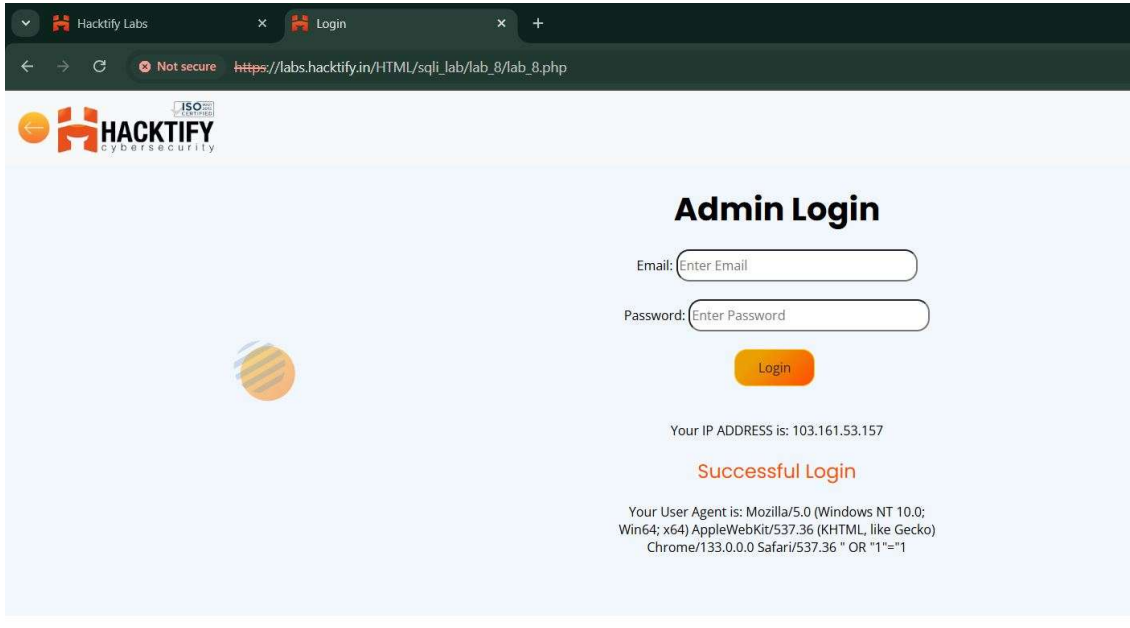 Hacktify Labs
Login
Not secure https://labs.hacktify.in/HTML/sqli_lab/lab_8/lab_8.php
ISO
CERTIFIED
HACKTIFY
cybersecurity
Admin Login
Email: Enter Email
Password: Enter Password
Login
Your IP ADDRESS is: 103.161.53.157
Successful Login
Your User Agent is: Mozilla/5.0 (Windows NT 10.0;
Win64; x64) AppleWebKit/537.36 (KHTML, like Gecko)
Chrome/133.0.0.0 Safari/537.36 " OR "1"="1